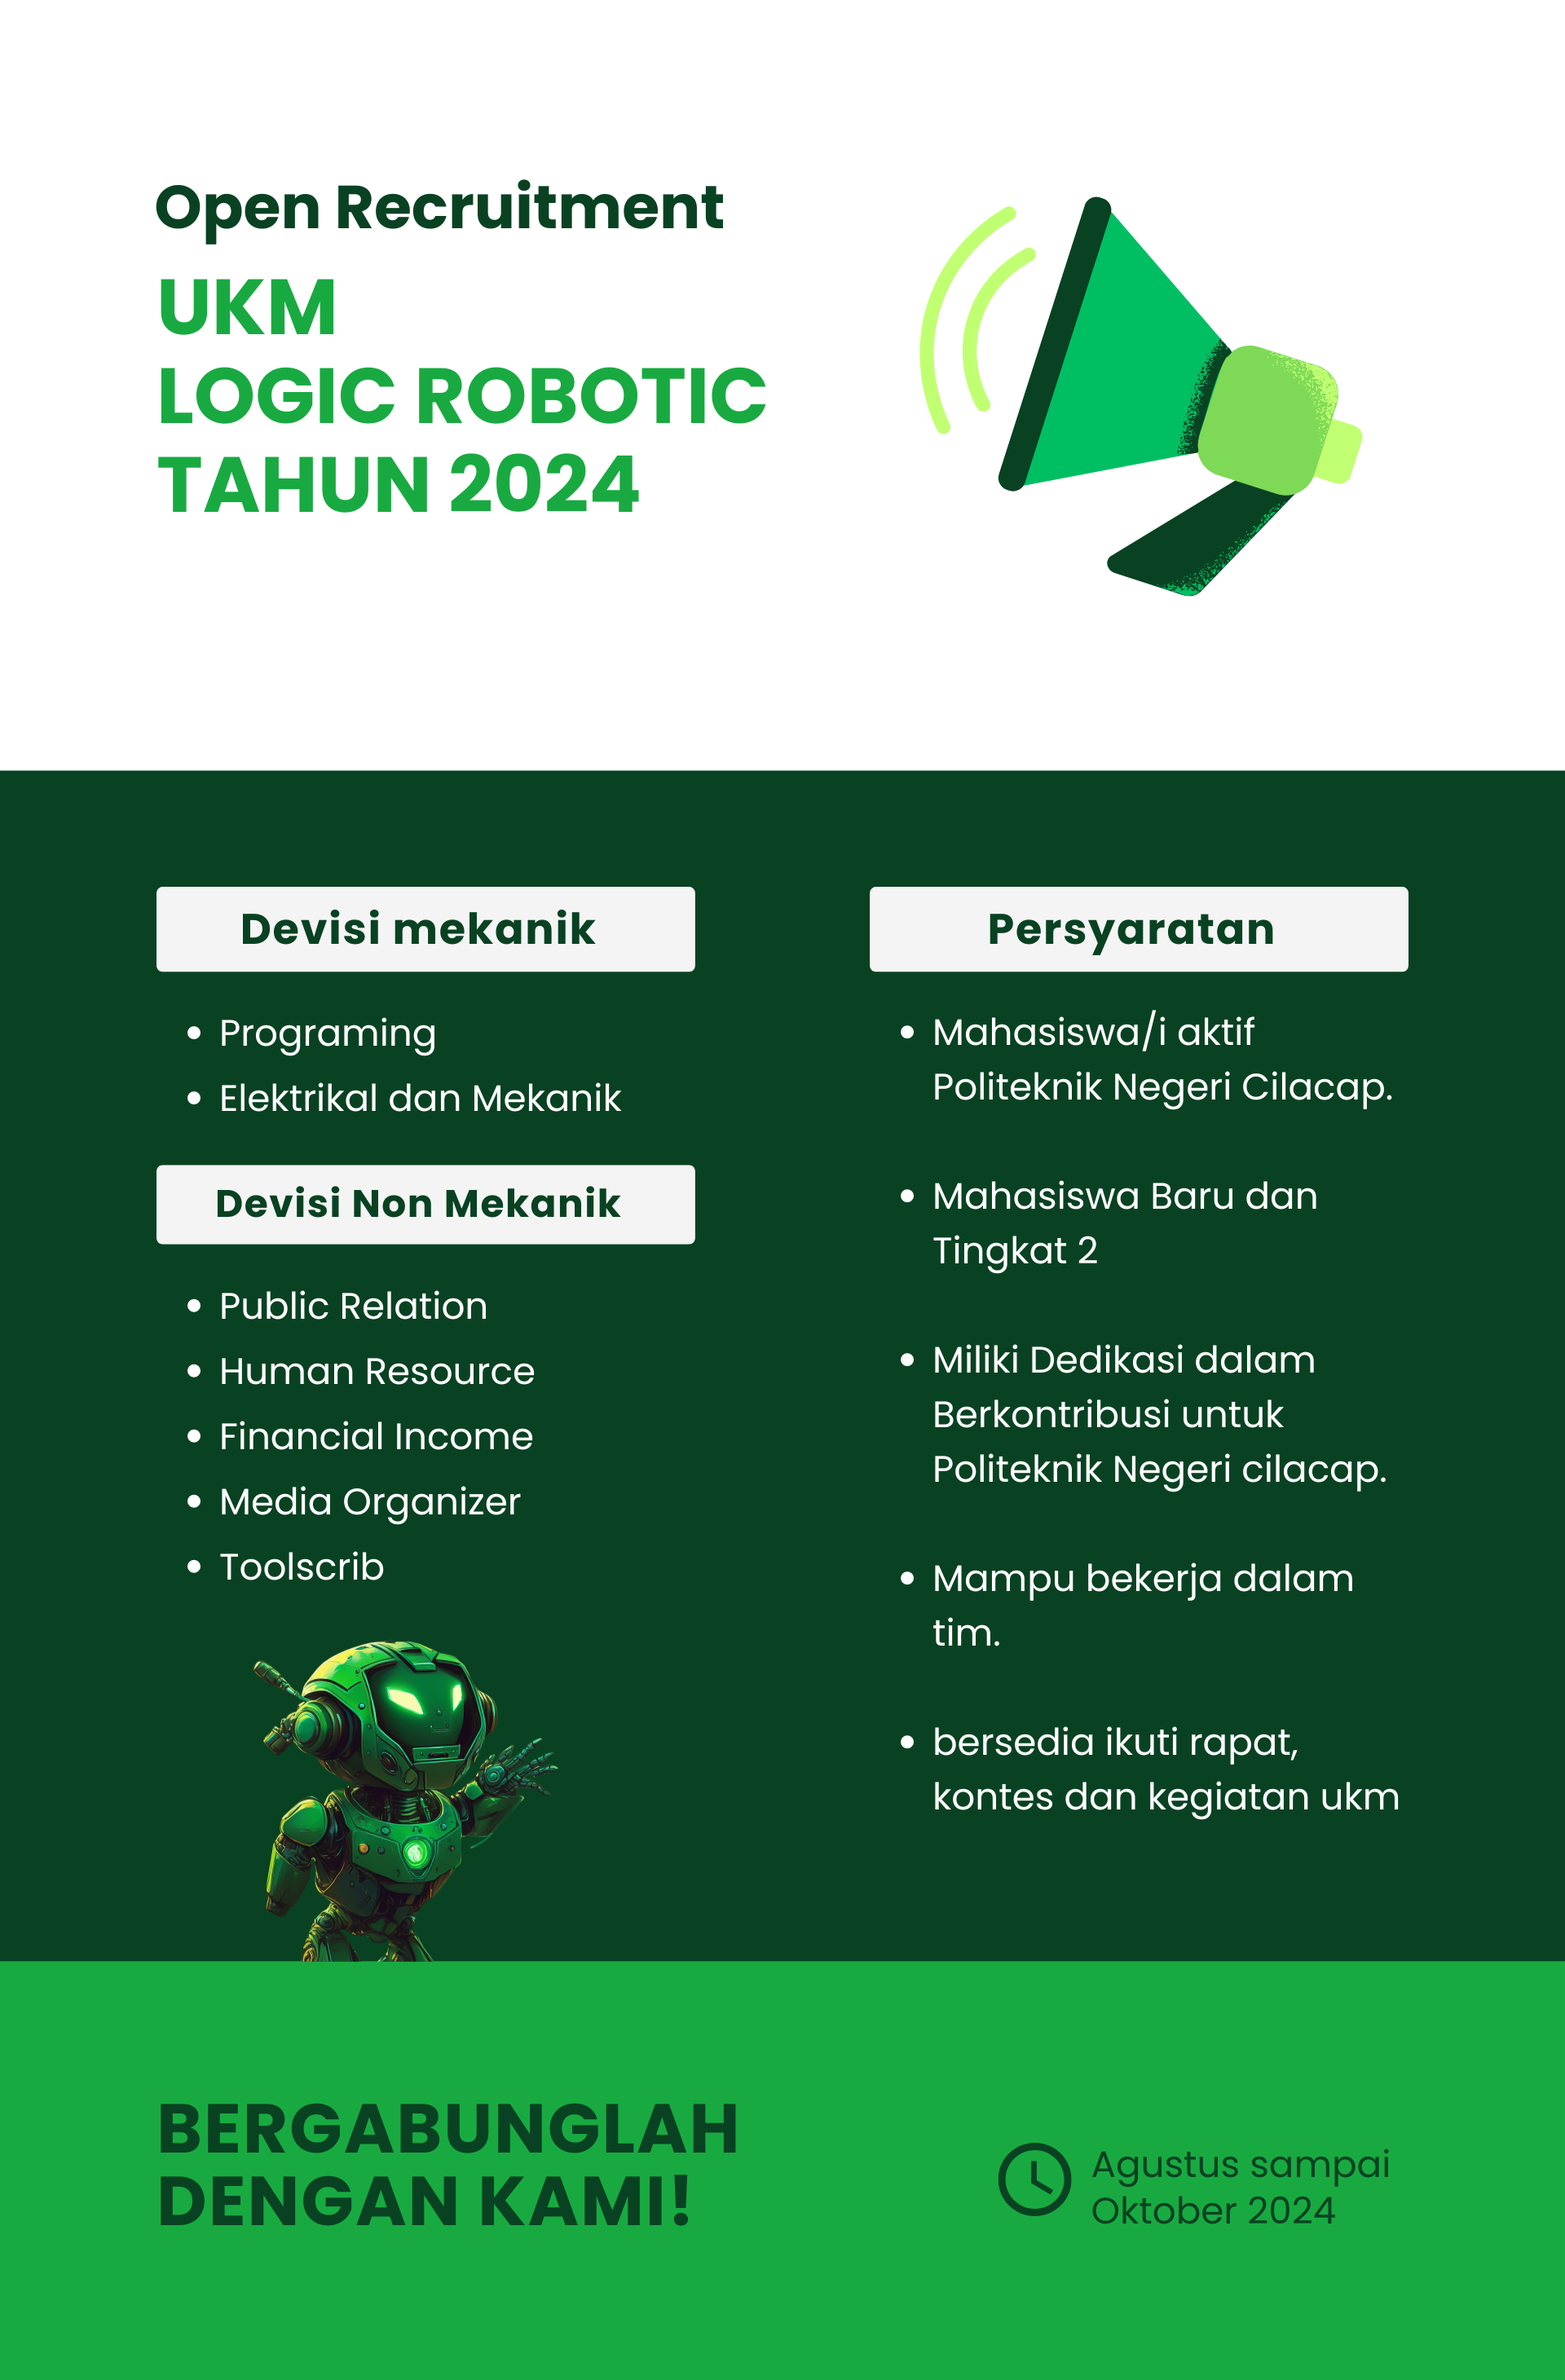 Open Recruitment
UKM
LOGIC ROBOTIC
TAHUN 2024
Devisi mekanik
Programing
Elektrikal dan Mekanik
Devisi Non Mekanik
Public Relation
Human Resource
Financial Income
Media Organizer
Toolscrib
Persyaratan
Mahasiswa/i aktif
Politeknik Negeri Cilacap.
Mahasiswa Baru dan
Tingkat 2
Miliki Dedikasi dalam
Berkontribusi untuk
Politeknik Negeri cilacap.
Mampu bekerja dalam
tim.
bersedia ikuti rapat,
kontes dan kegiatan ukm
BERGABUNGLAH
DENGAN KAMI!
Agustus sampai
Oktober 2024